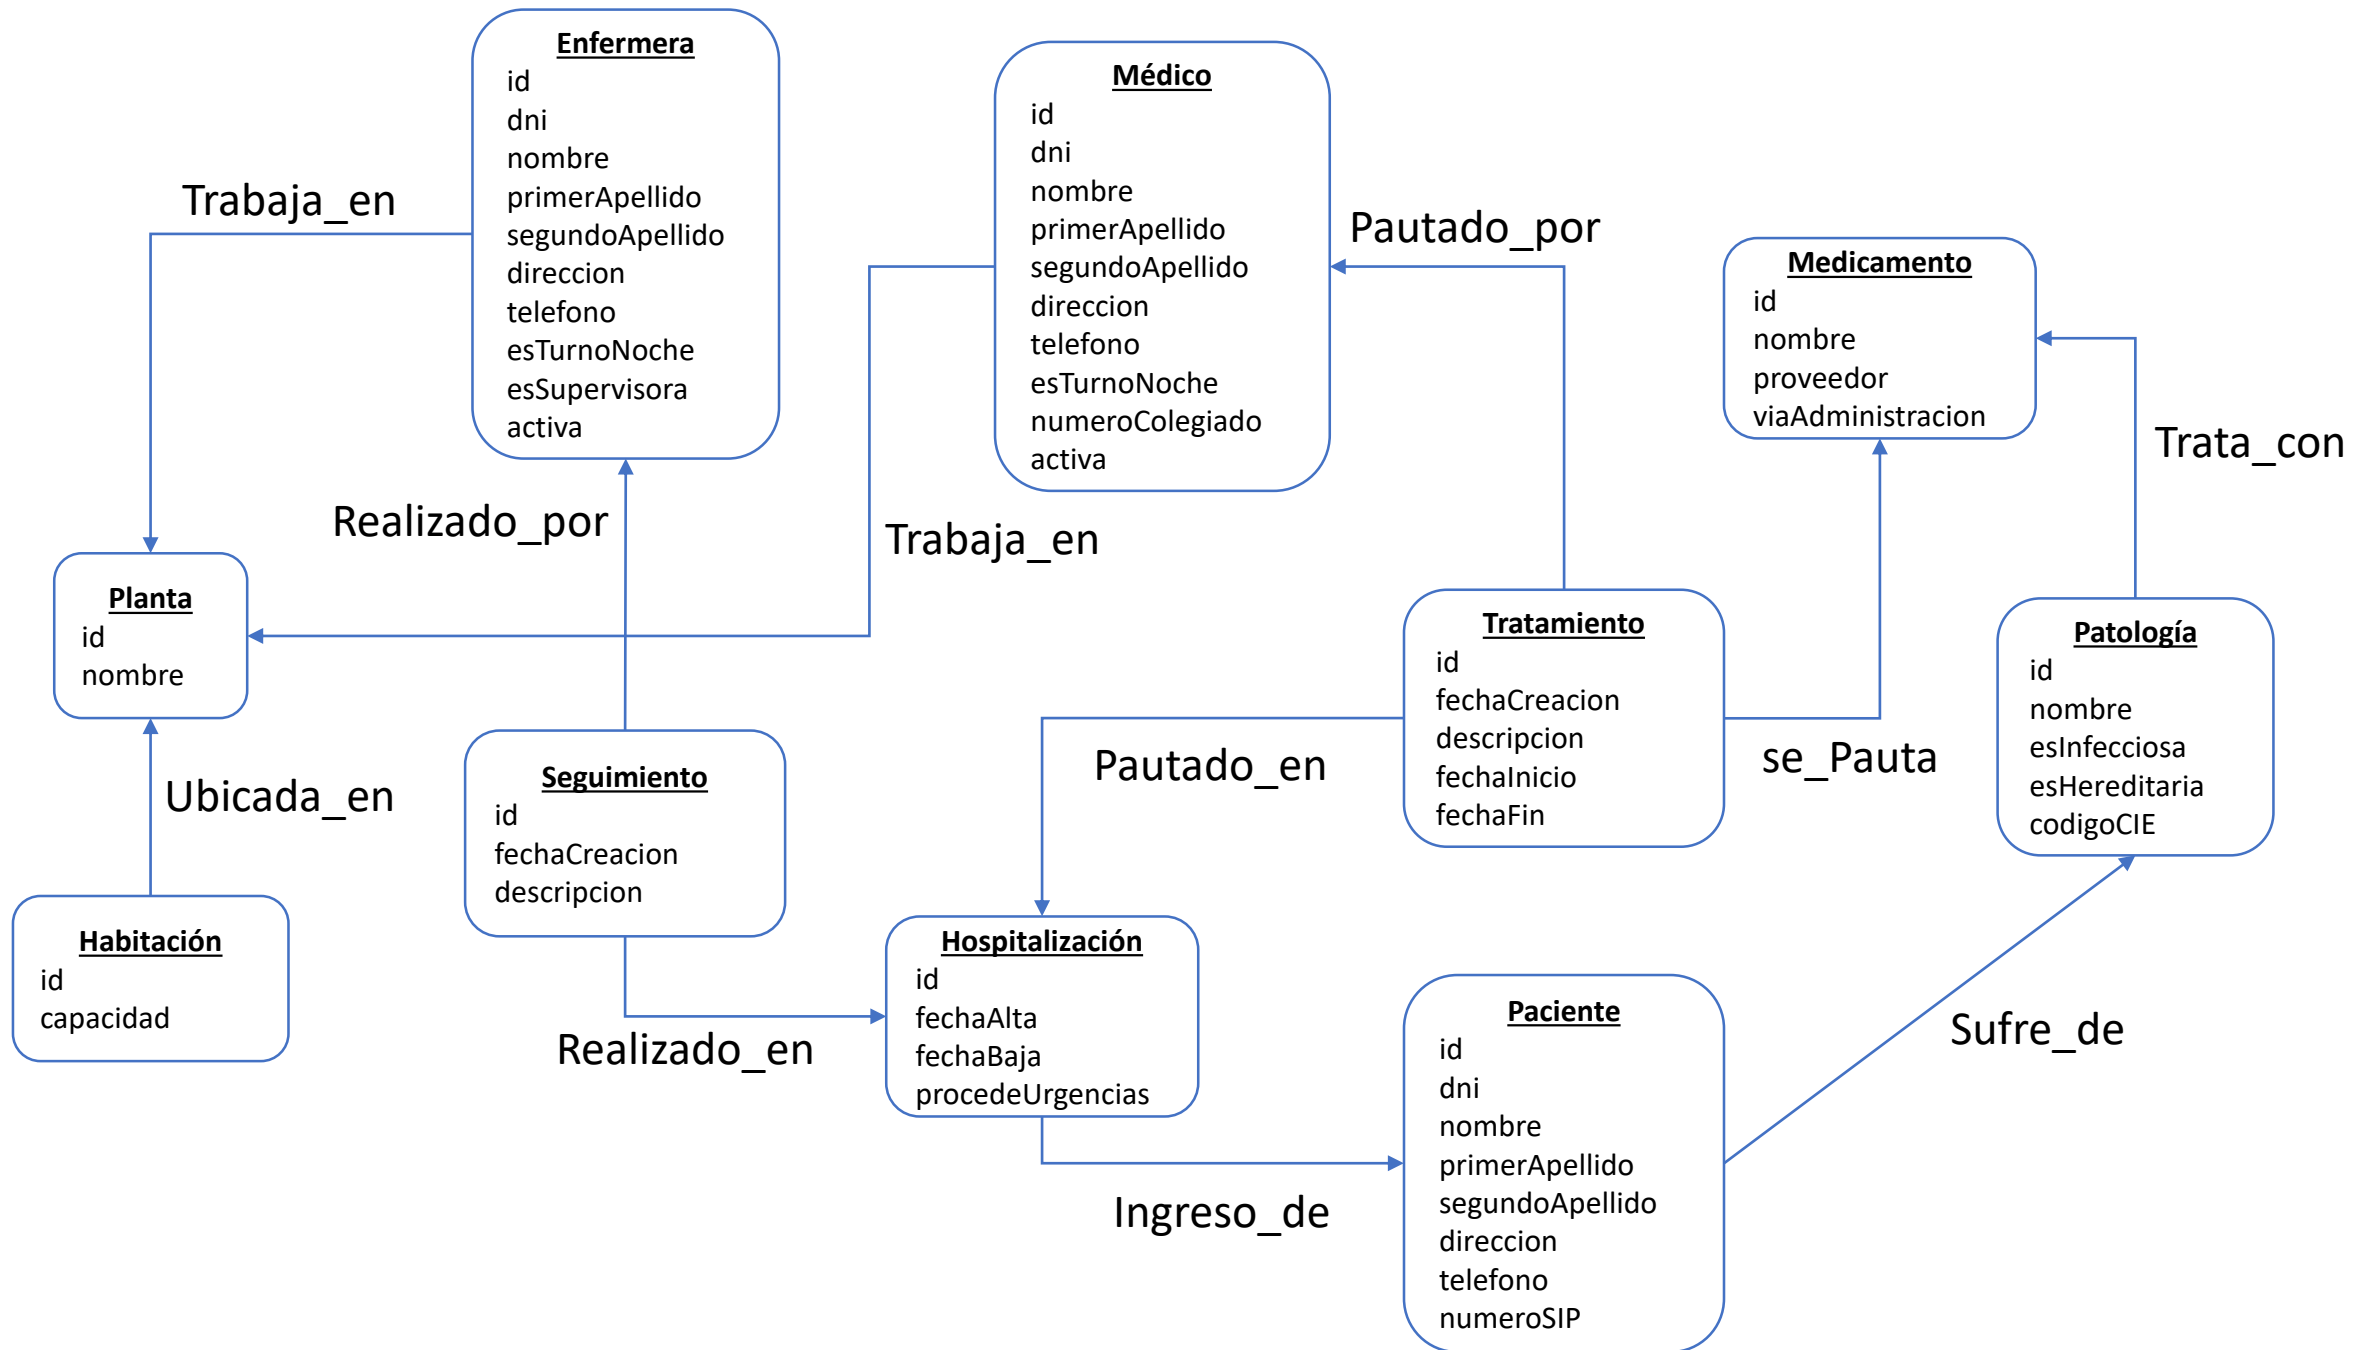 Enfermera
id
dni
nombre
primerApellido
segundoApellido
direccion
telefono
esTurnoNoche
esSupervisora
activa
Médico
id
dni
nombre
primerApellido
segundoApellido
direccion
telefono
esTurnoNoche
numeroColegiado
activa
Trabaja_en
Pautado_por
Medicamento
id
nombre
proveedor
viaAdministracion
Trata_con
Realizado_por
Trabaja_en
Planta
id
nombre
Tratamiento
id
fechaCreacion
descripcion
fechaInicio
fechaFin
Patología
id
nombre
esInfecciosa
esHereditaria
codigoCIE
Ubicada_en
Seguimiento
id
fechaCreacion
descripcion
Pautado_en
se_Pauta
Habitación
id
capacidad
Hospitalización
id
fechaAlta
fechaBaja
procedeUrgencias
Realizado_en
Paciente
id
dni
nombre
primerApellido
segundoApellido
direccion
telefono
numeroSIP
Sufre_de
Ingreso_de